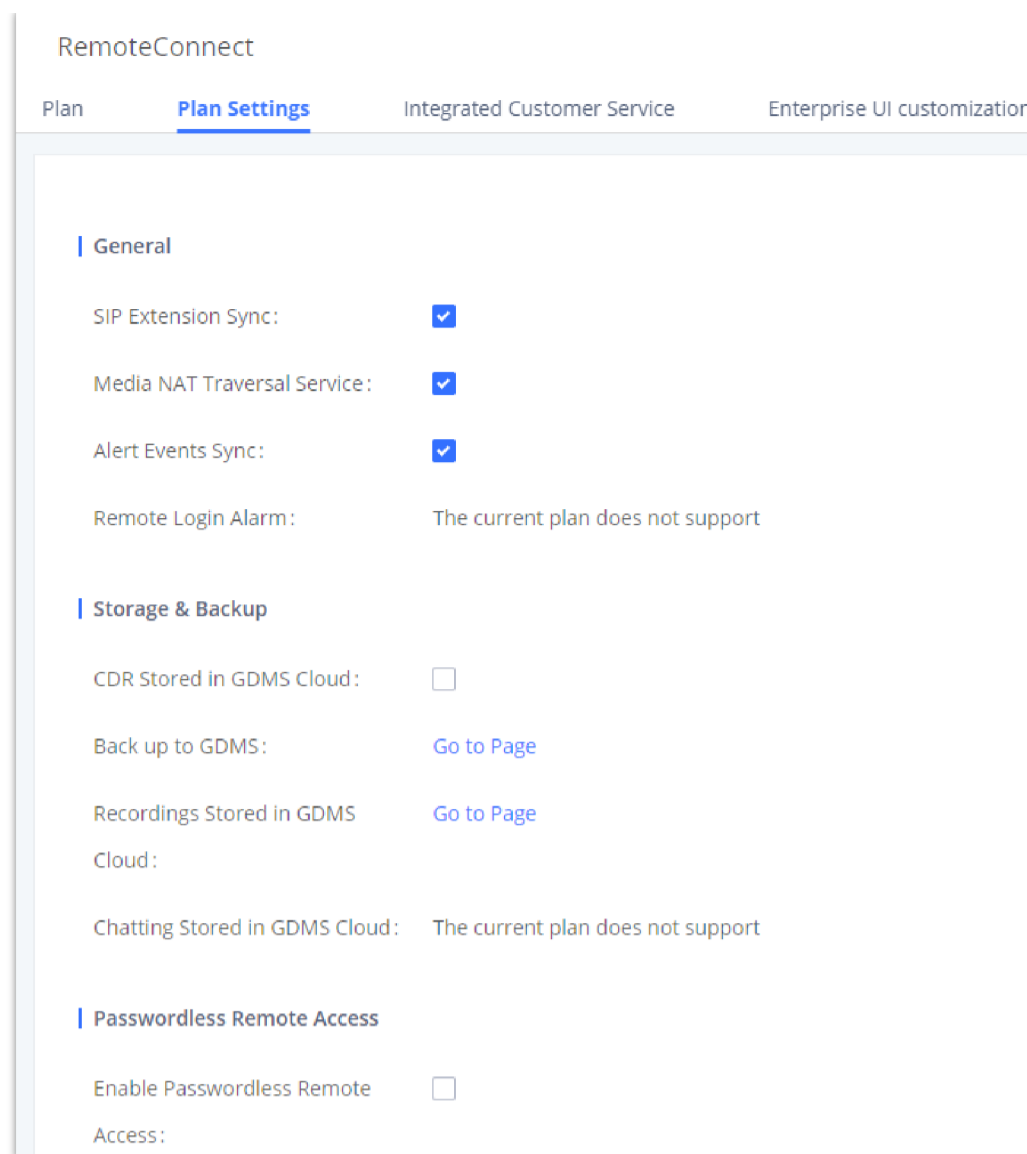 RemoteConnect
Plan Plan Settings Integrated Customer Service Enterprise UI customization
General
SIP Extension Sync:
Media NAT Traversal Service:
Alert Events Sync:
Remote Login Alarm: The current plan does not support
Storage & Backup
CDR Stored in GDMS Cloud:
Back up to GDMS: Go to Page
Recordings Stored in GDMS Go to Page
Cloud:
Chatting Stored in GDMS Cloud: The current plan does not support
Passwordless Remote Access
Enable Passwordless Remote
Access: